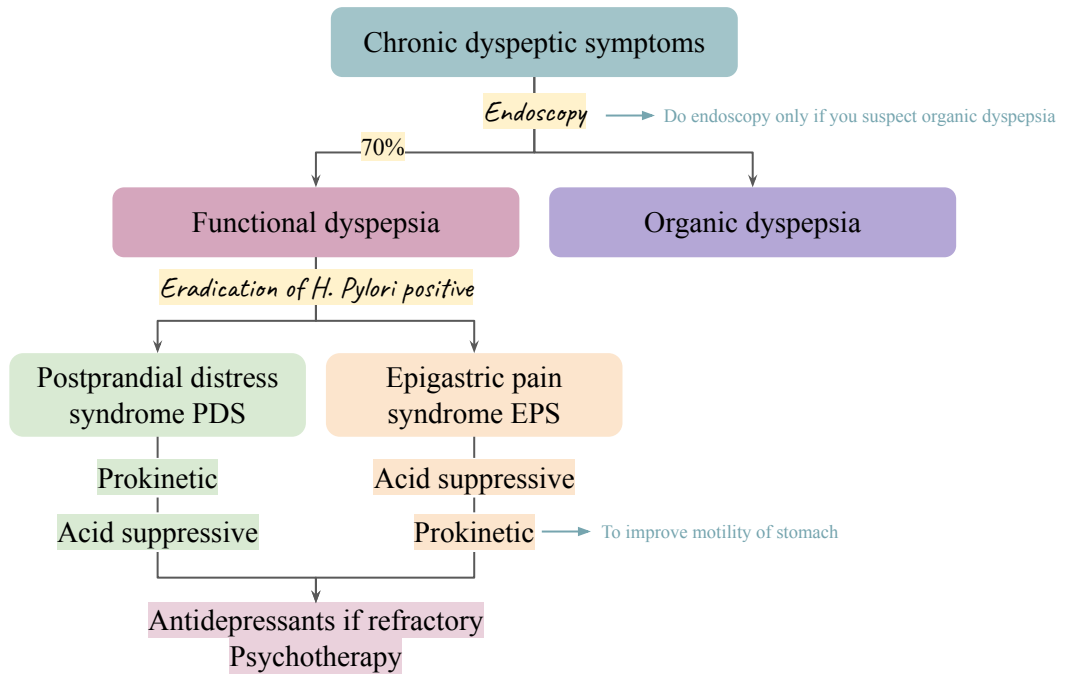 Chronic dyspeptic symptoms
Endoscopy
Do endoscopy only if you suspect organic dyspepsia
70%
Functional dyspepsia
Organic dyspepsia
Eradication of H. Pylori positive
Postprandial distress
syndrome PDS
Epigastric pain
syndrome EPS
Prokinetic
Acid suppressive
Acid suppressive
Prokinetic
To improve motility of stomach
Antidepressants if refractory
Psychotherapy